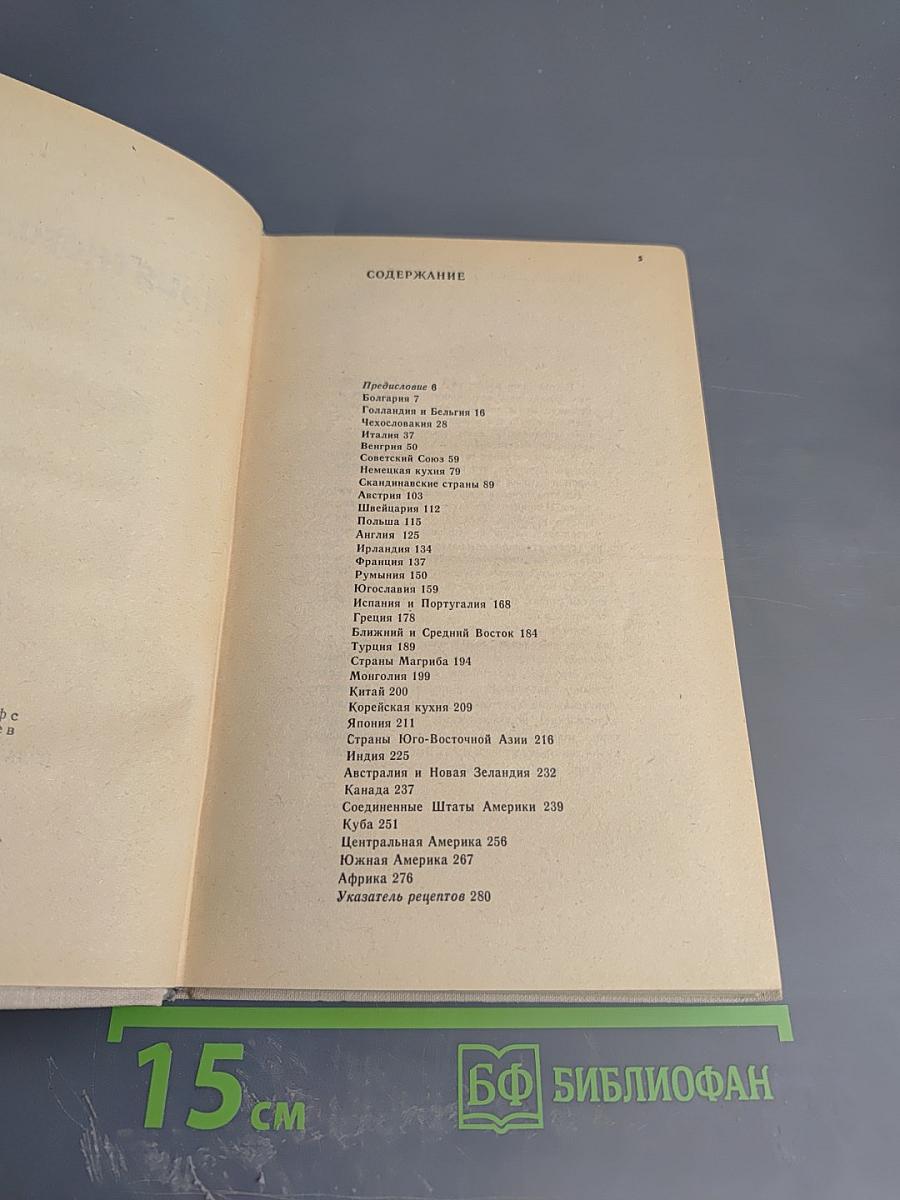 5
СОДЕРЖАНИЕ
Предисловие 6
Болгария 7
Голландия и Бельгия 16
Чехословакия 28
Италия 37
Венгрия 50
Советский Союз 59
Немецкая кухня 79
Скандинавские страны 89
Австрия 103
Швейцария 112
Польша 115
Англия 125
Ирландия 134
Франция 137
Румыния 150
Югославия 159
Испания и Португалия 168
Греция 178
Ближний и Средний Восток 184
Турция 189
Страны Магриба 194
Монголия 199
Китай 200
Корейская кухня 209
Япония 211
Страны Юго-Восточной Азии 216
Индия 225
Австралия и Новая Зеландия 232
Канада 237
Соединенные Штаты Америки 239
Куба 251
Центральная Америка 256
Южная Америка 267
Африка 276
Указатель рецептов 280
15 см
БФ БИБЛИОФАН